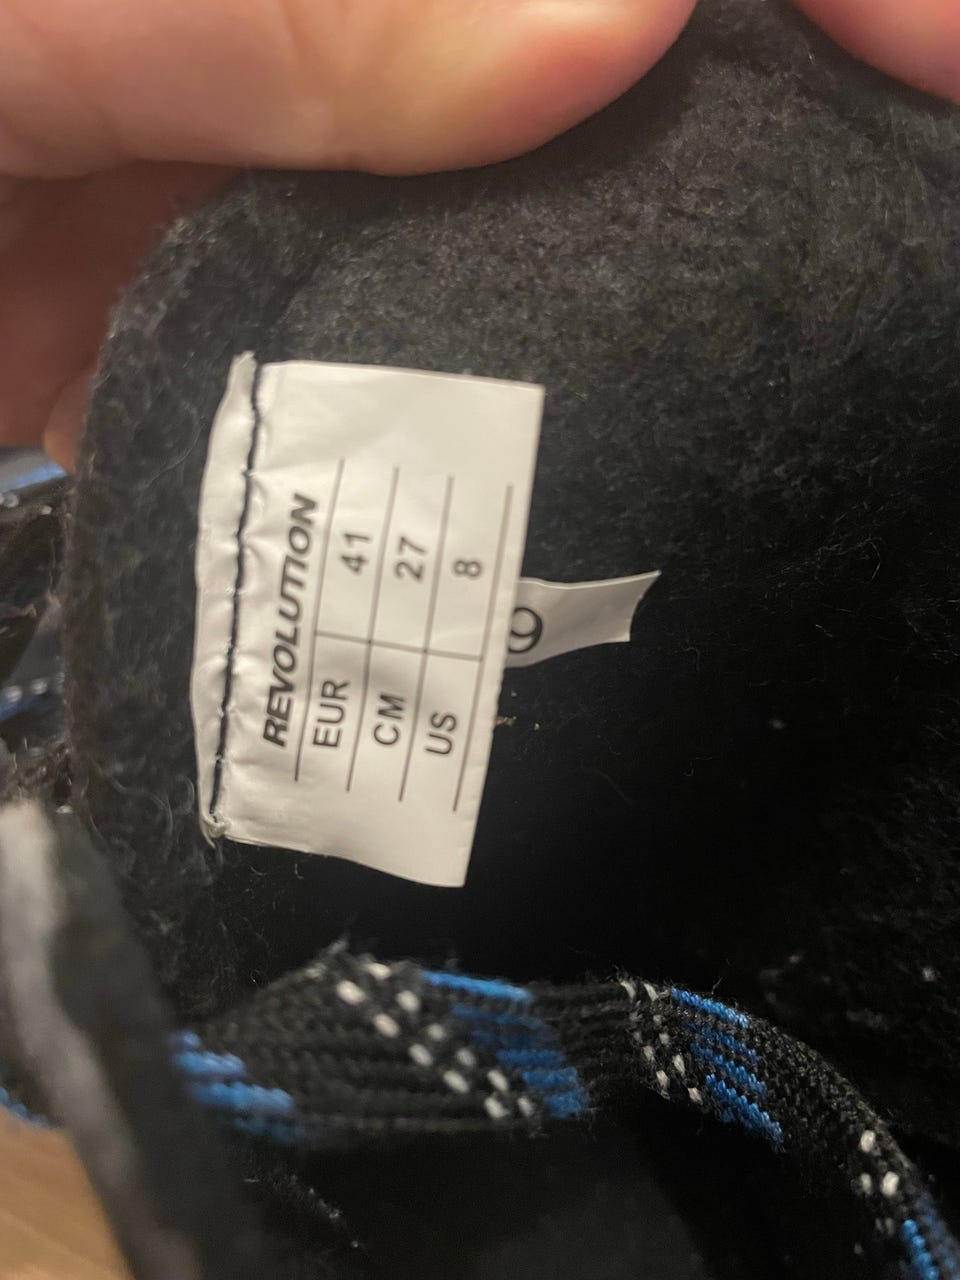 REVOLUTION
EUR 41
CM 27
US 8